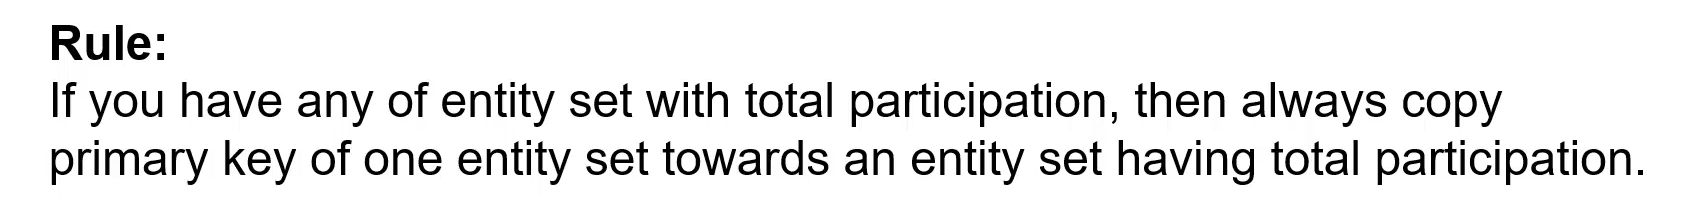 Rule:
If you have any of entity set with total participation, then always copy
primary key of one entity set towards an entity set having total participation.